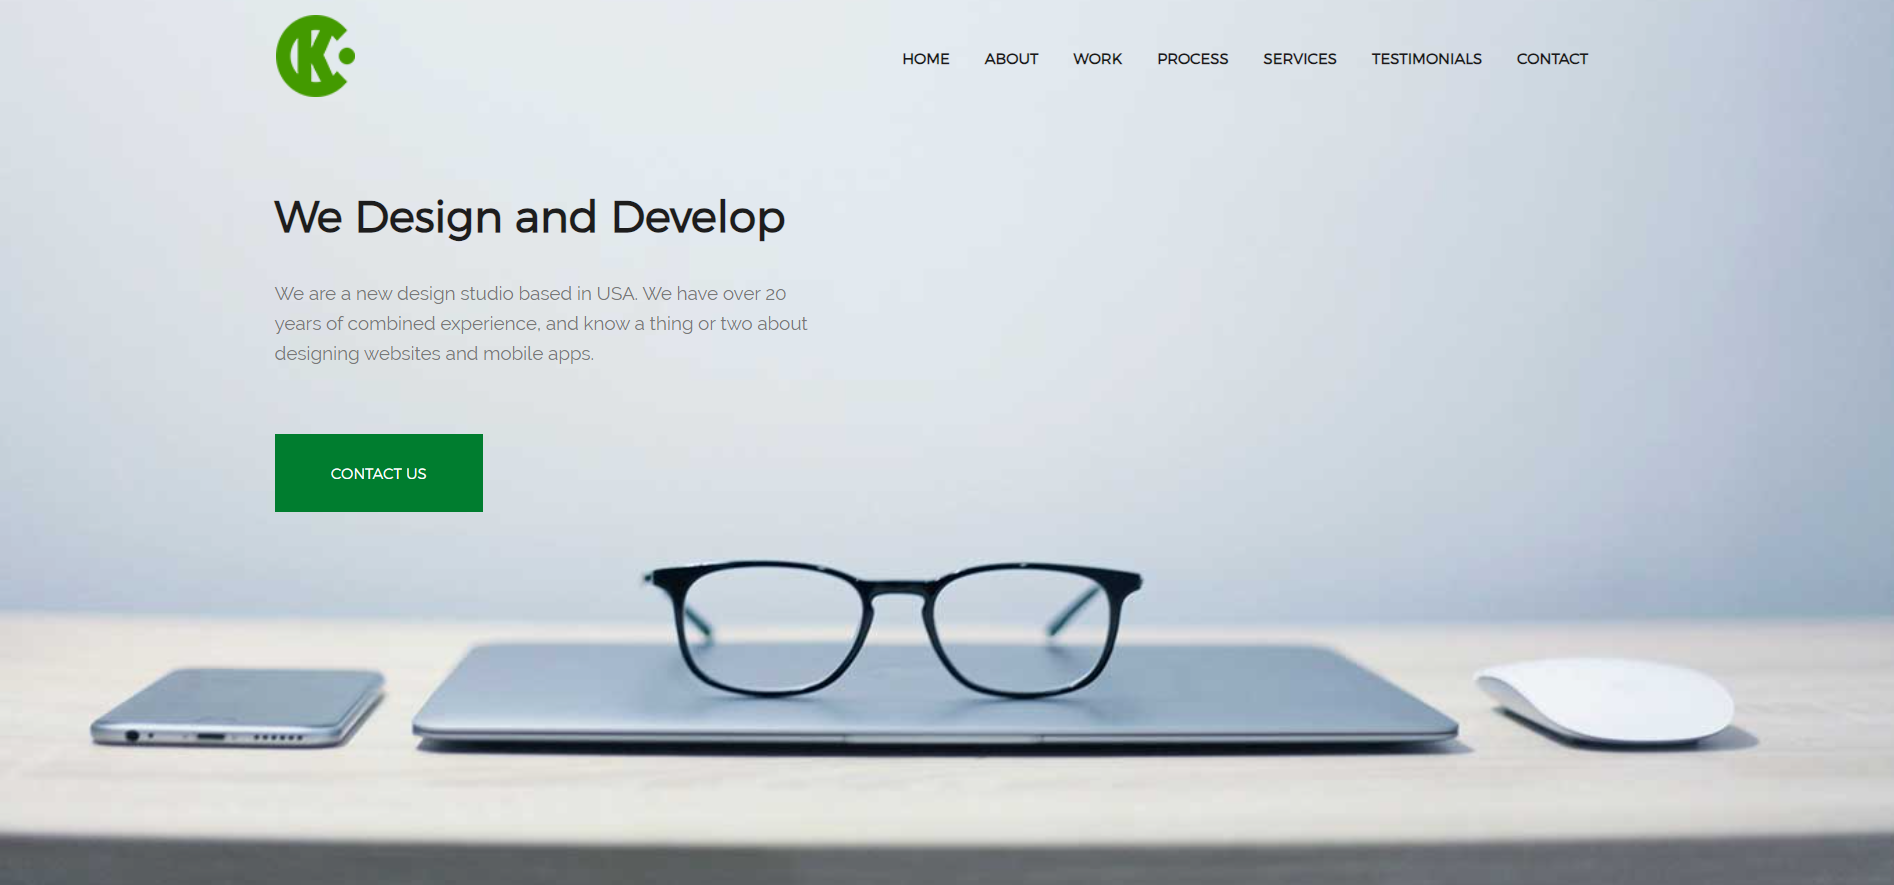 CK
HOME ABOUT WORK PROCESS SERVICES TESTIMONIALS CONTACT
We Design and Develop
We are a new design studio based in USA. We have over 20
years of combined experience, and know a thing or two about
designing websites and mobile apps.
CONTACT US